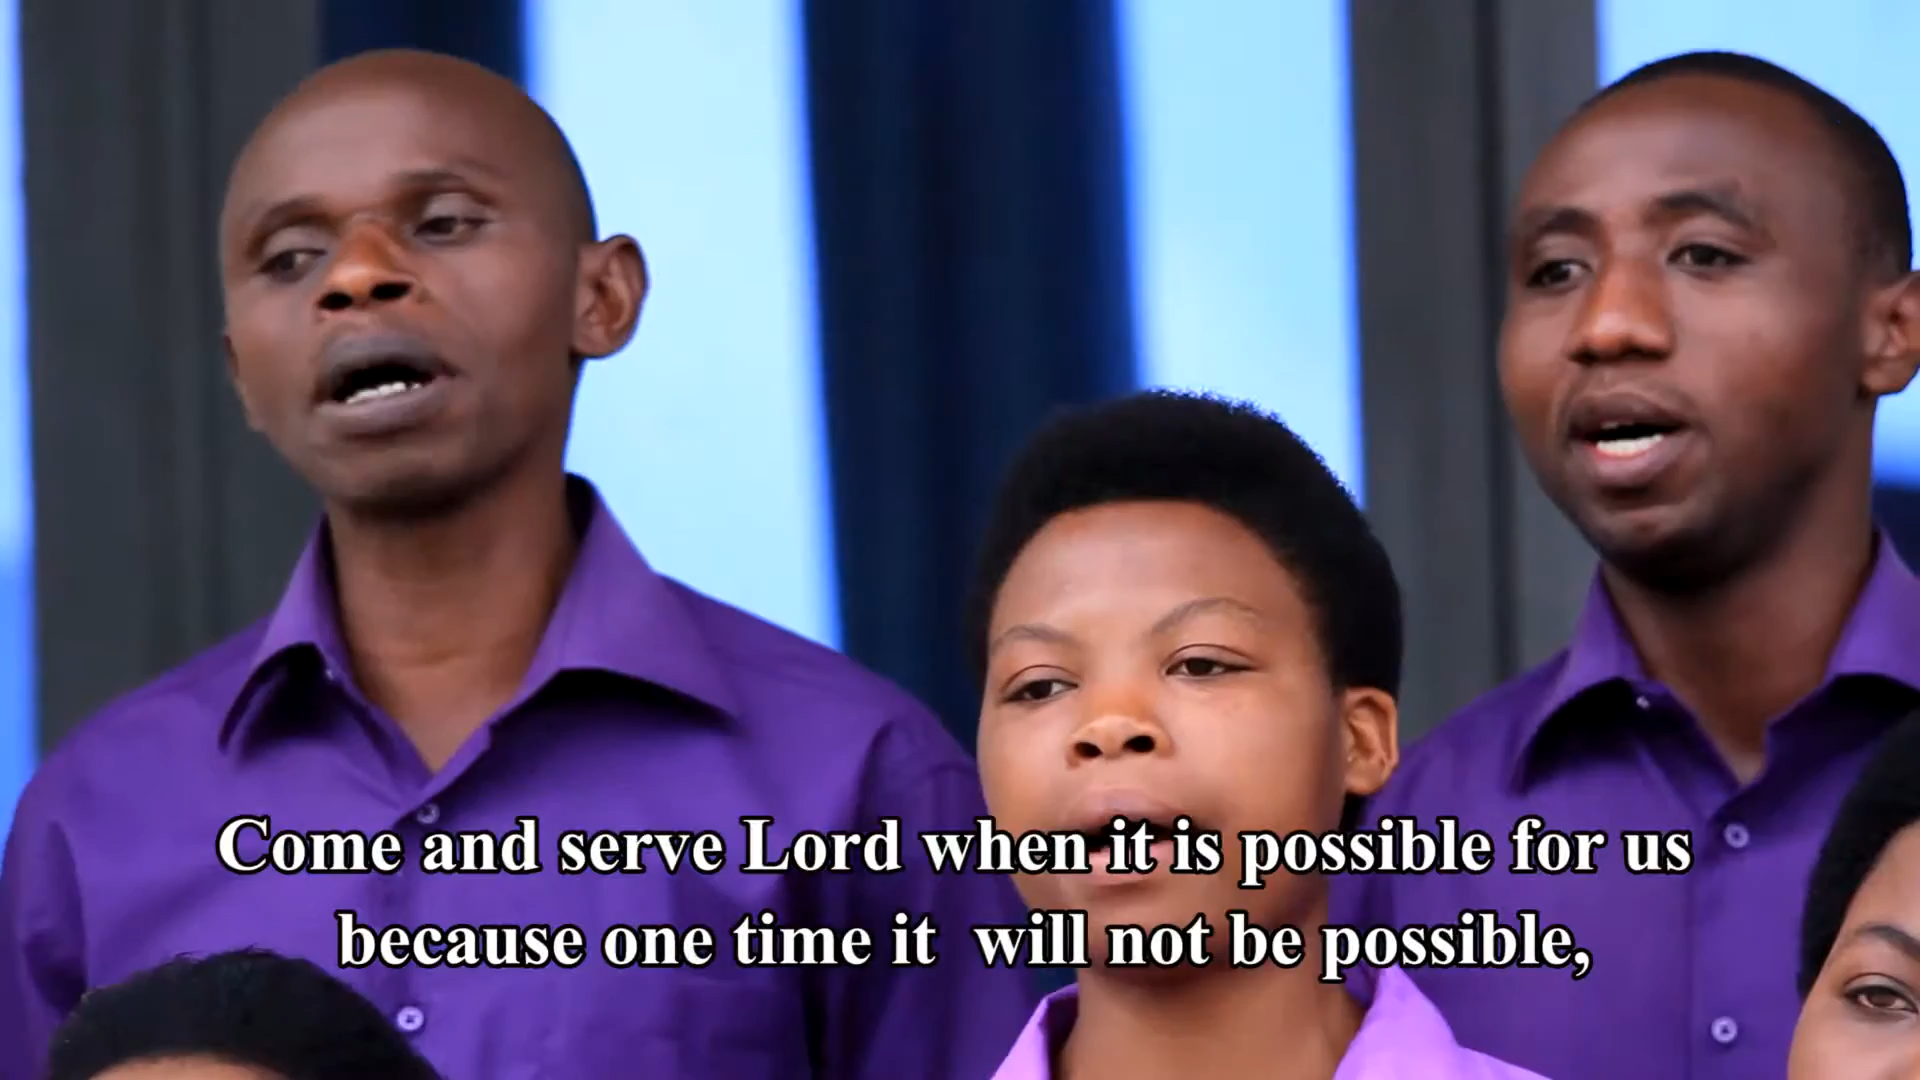 Come and serve Lord when it is possible for us
because one time it  will not be possible,